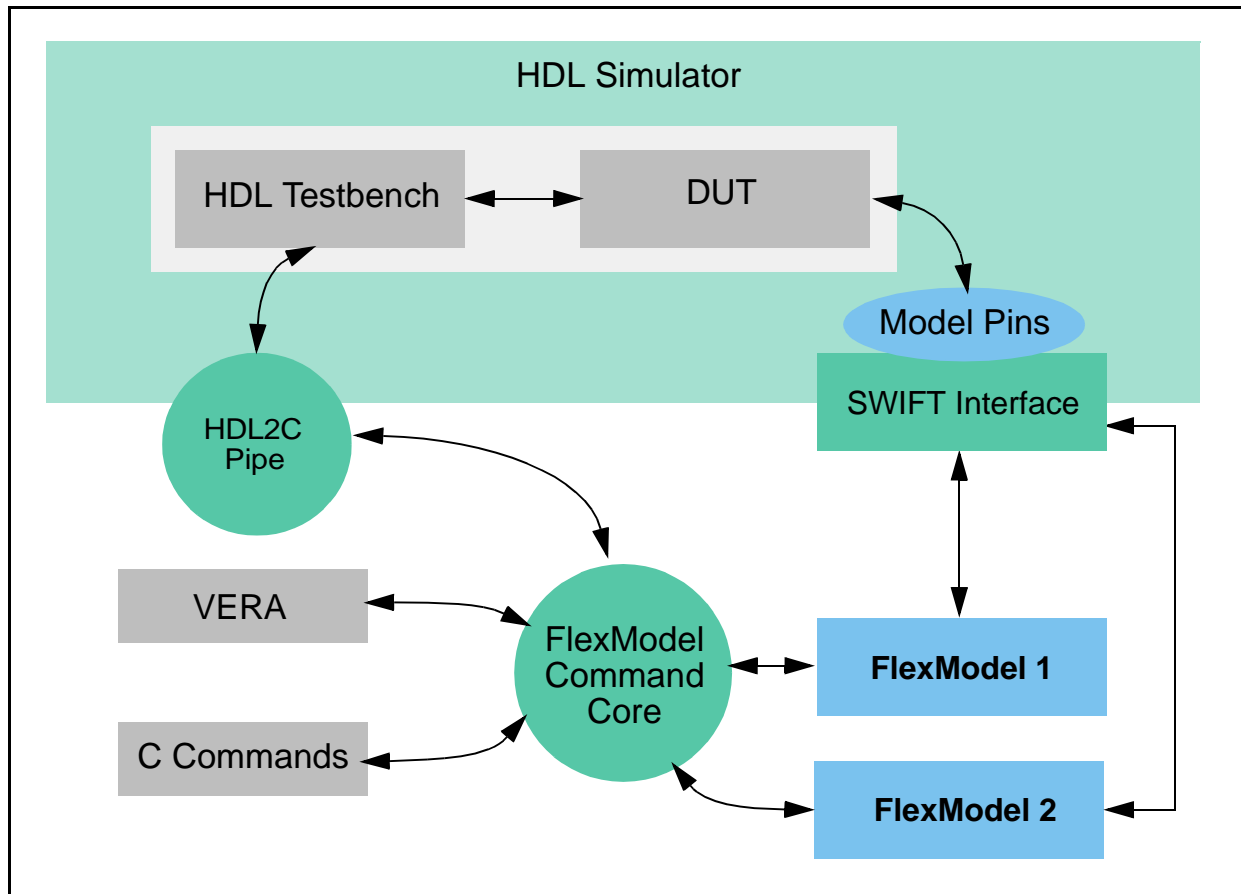 HDL Simulator
HDL Testbench
DUT
Model Pins
SWIFT Interface
HDL2C
Pipe
VERA
FlexModel
Command
Core
FlexModel 1
C Commands
FlexModel 2